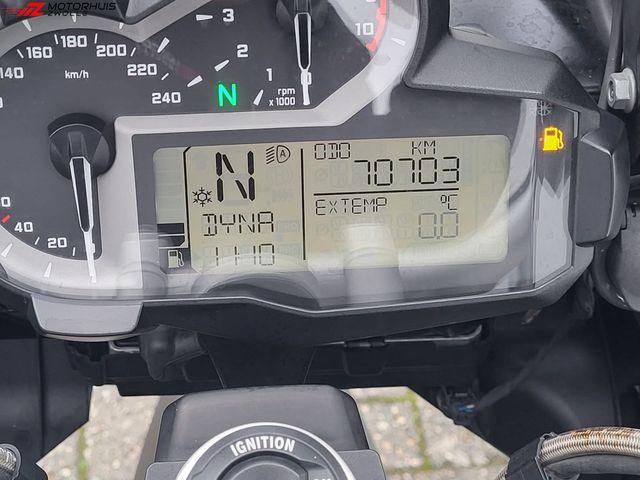 MOTORHUIS
ZWOLLE
140 160 180 200 220 240
km/h
20 40
1 2 3 10
rpm
x 1000
N
N
A
DYNA
11:10
ODO KM
70703
EXTEMP °C
0.0
IGNITION
ON